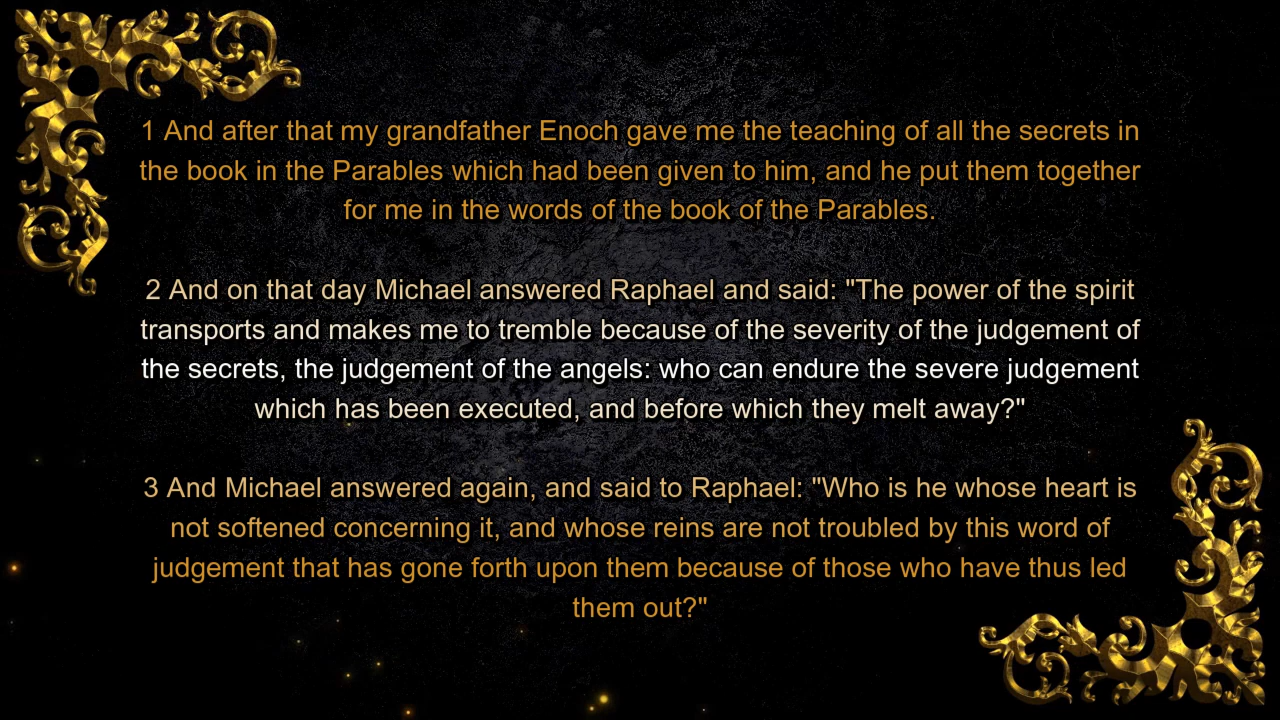 1 And after that my grandfather Enoch gave me the teaching of all the secrets in
the book in the Parables which had been given to him, and he put them together
for me in the words of the book of the Parables.
2 And on that day Michael answered Raphael and said: "The power of the spirit
transports and makes me to tremble because of the severity of the judgement of
the secrets, the judgement of the angels: who can endure the severe judgement
which has been executed, and before which they melt away?"
3 And Michael answered again, and said to Raphael: "Who is he whose heart is
not softened concerning it, and whose reins are not troubled by this word of
judgement that has gone forth upon them because of those who have thus led
them out?"